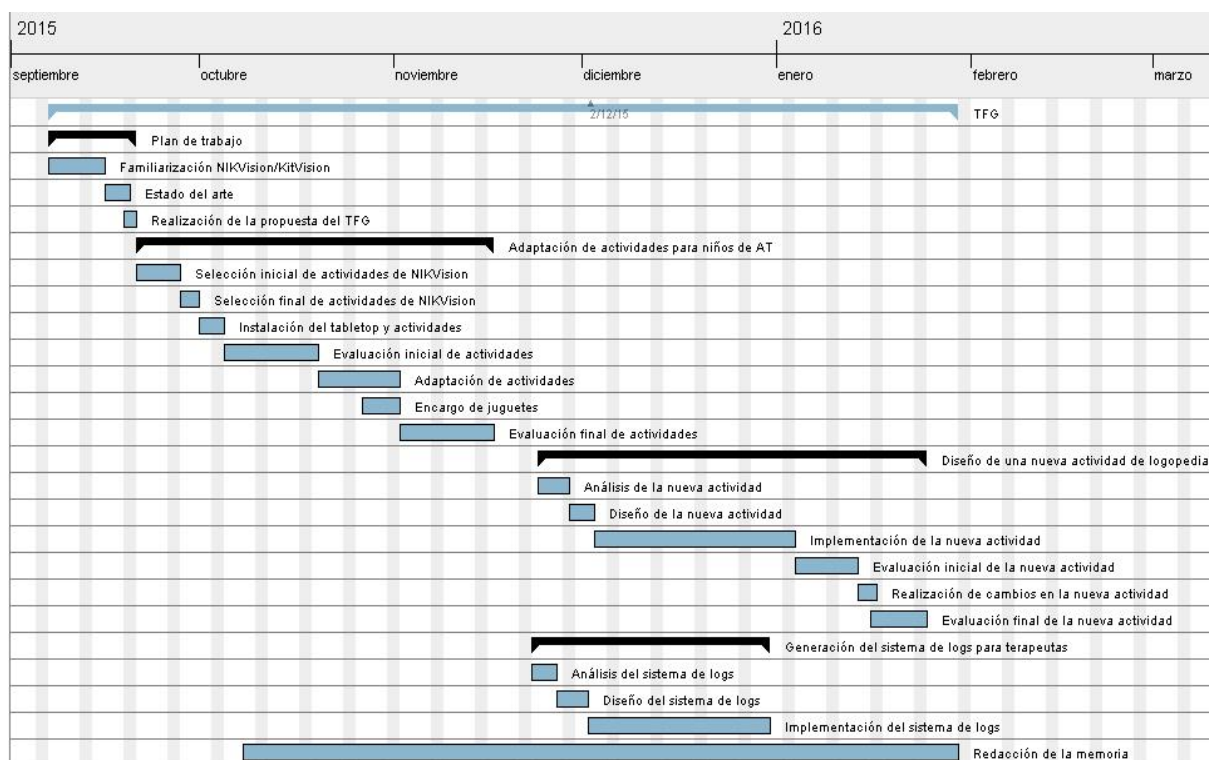 2015 2016
septiembre octubre noviembre diciembre enero febrero marzo
2/12/15 TFG
Plan de trabajo
Familiarización NIKVision/KitVision
Estado del arte
Realización de la propuesta del TFG
Adaptación de actividades para niños de AT
Selección inicial de actividades de NIKVision
Selección final de actividades de NIKVision
Instalación del tabletop y actividades
Evaluación inicial de actividades
Adaptación de actividades
Encargo de juguetes
Evaluación final de actividades
Diseño de una nueva actividad de logopedia
Análisis de la nueva actividad
Diseño de la nueva actividad
Implementación de la nueva actividad
Evaluación inicial de la nueva actividad
Realización de cambios en la nueva actividad
Evaluación final de la nueva actividad
Generación del sistema de logs para terapeutas
Análisis del sistema de logs
Diseño del sistema de logs
Implementación del sistema de logs
Redacción de la memoria